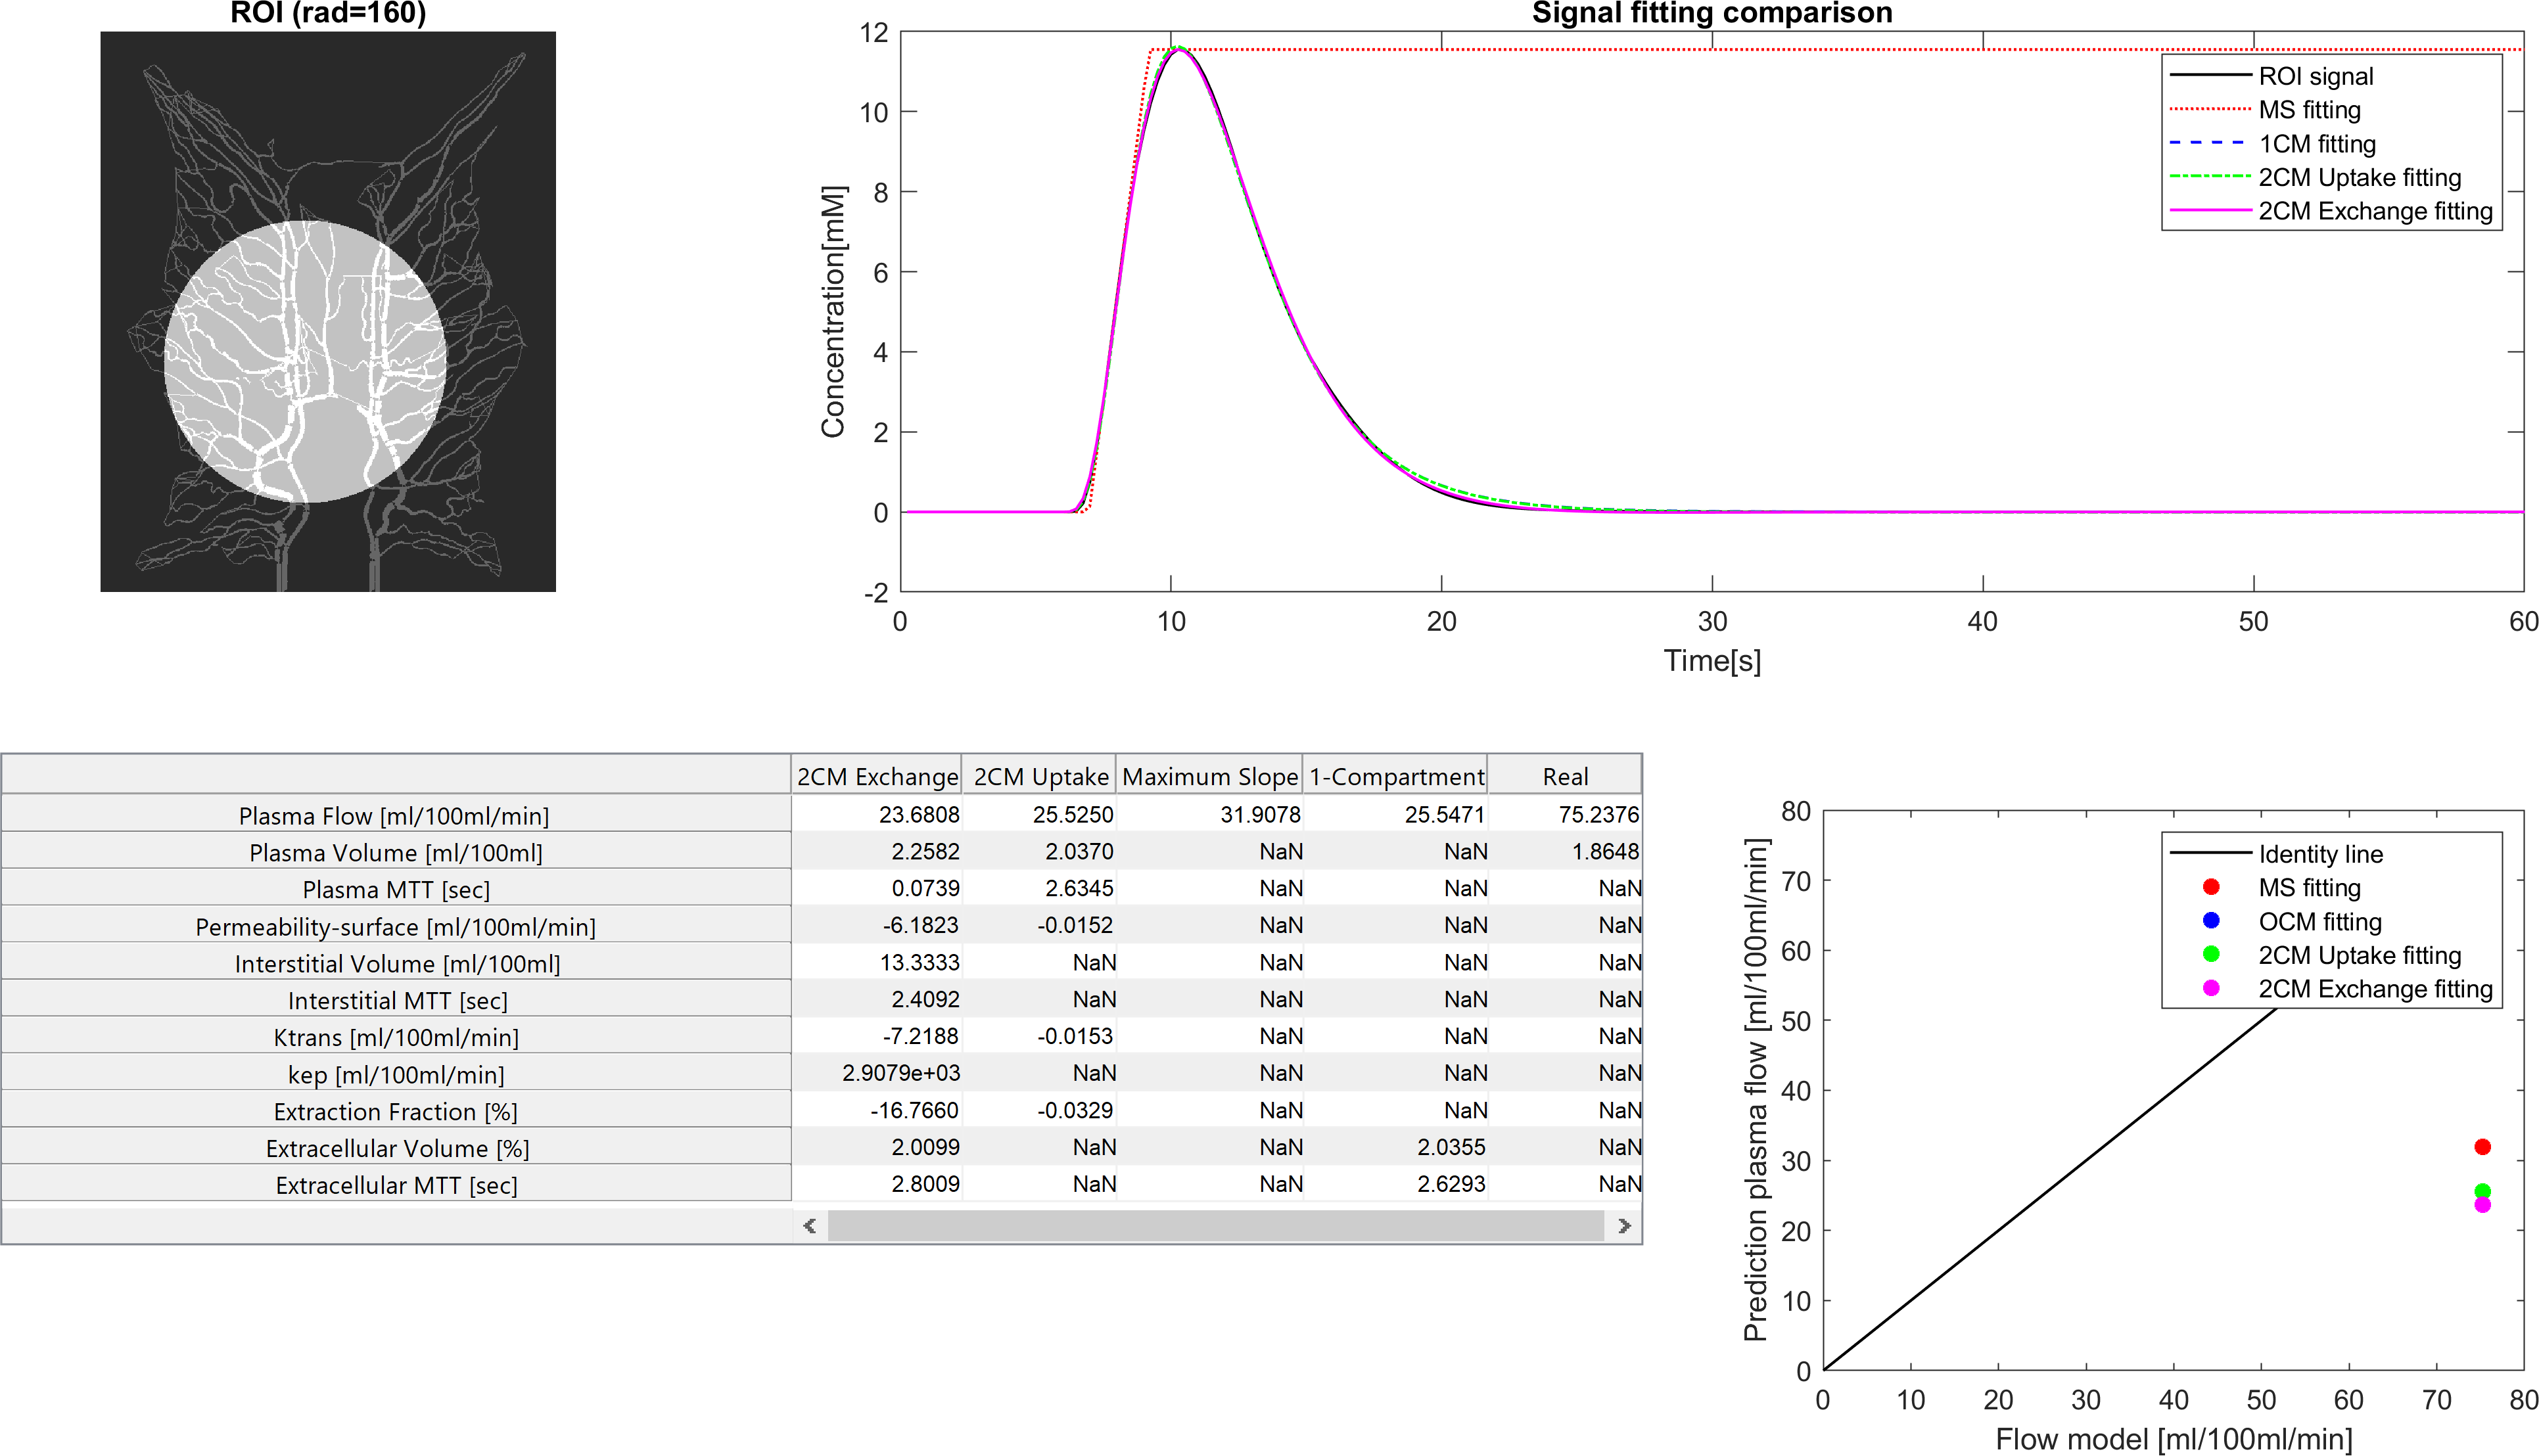 ROI (rad=160)
Signal fitting comparison
12
10
8
6
4
2
0
-2
Concentration[mM]
0 10 20 30 40 50 60
Time[s]
ROI signal
MS fitting
1CM fitting
2CM Uptake fitting
2CM Exchange fitting
2CM Exchange 2CM Uptake Maximum Slope 1-Compartment Real
Plasma Flow [ml/100ml/min] 23.6808 25.5250 31.9078 25.5471 75.2376
Plasma Volume [ml/100ml] 2.2582 2.0370 NaN NaN 1.8648
Plasma MTT [sec] 0.0739 2.6345 NaN NaN NaN
Permeability-surface [ml/100ml/min] -6.1823 -0.0152 NaN NaN NaN
Interstitial Volume [ml/100ml] 13.3333 NaN NaN NaN NaN
Interstitial MTT [sec] 2.4092 NaN NaN NaN NaN
Ktrans [ml/100ml/min] -7.2188 -0.0153 NaN NaN NaN
kep [ml/100ml/min] 2.9079e+03 NaN NaN NaN NaN
Extraction Fraction [%] -16.7660 -0.0329 NaN NaN NaN
Extracellular Volume [%] 2.0099 NaN NaN 2.0355 NaN
Extracellular MTT [sec] 2.8009 NaN NaN 2.6293 NaN
80
70
60
50
40
30
20
10
0
Prediction plasma flow [ml/100ml/min]
Identity line
MS fitting
OCM fitting
2CM Uptake fitting
2CM Exchange fitting
0 10 20 30 40 50 60 70 80
Flow model [ml/100ml/min]